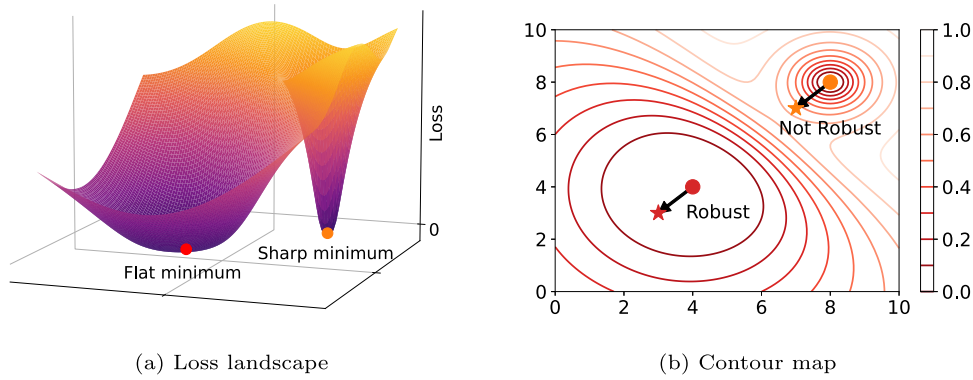 Loss
0
Sharp minimum
Flat minimum
(a) Loss landscape
10
8
6
4
2
0
0
2
4
6
8
10
Not Robust
Robust
1.0
0.8
0.6
0.4
0.2
0.0
(b) Contour map